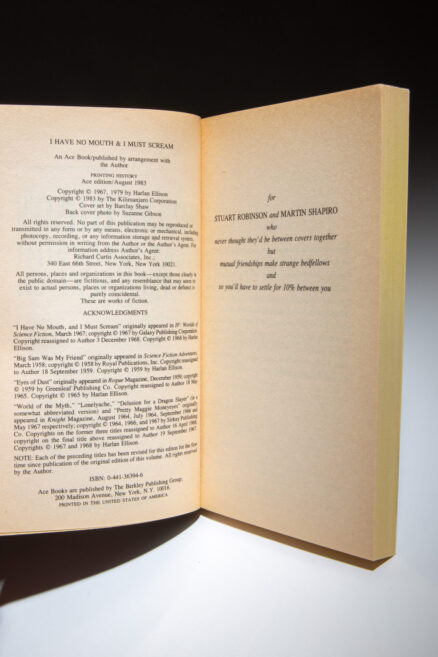 I HAVE NO MOUTH & I MUST SCREAM
An Ace Book/published by arrangement with
the Author
PRINTING HISTORY
Ace edition/August 1983
Copyright © 1967, 1979 by Harlan Ellison
Copyright © 1983 by The Kilimanjaro Corporation
Cover art by Barclay Shaw
Back cover photo by Suzanne Gibson
All rights reserved. No part of this publication may be reproduced or
transmitted in any form or by any means, electronic or mechanical, including
photocopy, recording, or any information storage and retrieval system,
without permission in writing from the Author or the Author's Agent. For
information address Author's Agent:
Richard Curtis Associates, Inc.,
340 East 66th Street, New York, New York 10021.
All persons, places and organizations in this book—except those clearly in
the public domain—are fictitious, and any resemblance that may seem to
exist to actual persons, places or organizations living, dead or defunct is
purely coincidental.
These are works of fiction.
ACKNOWLEDGMENTS
"I Have No Mouth, and I Must Scream" originally appeared in IF: Worlds of
Science Fiction, March 1967; copyright © 1967 by Galaxy Publishing Corporation.
Copyright reassigned to Author 3 December 1968. Copyright © 1968 by Harlan
Ellison.
"Big Sam Was My Friend" originally appeared in Science Fiction Adventures,
March 1958; copyright © 1958 by Royal Publications, Inc. Copyright reassigned
to Author 18 September 1959. Copyright © 1959 by Harlan Ellison.
"Eyes of Dust" originally appeared in Rogue Magazine, December 1959; copyright
© 1959 by Greenleaf Publishing Co. Copyright reassigned to Author 18 May
1965. Copyright © 1965 by Harlan Ellison.
"World of the Myth," "Lonelyache," "Delusion for a Dragon Slayer" (in a
somewhat abbreviated version) and "Pretty Maggie Moneyeyes" originally
appeared in Knight Magazine, August 1964, July 1964, September 1966 and
May 1967 respectively; copyright © 1964, 1966, and 1967 by Sirkay Publishing
Co. Copyrights on the former three titles reassigned to Author 16 April 1968,
copyright on the final title above reassigned to Author 19 September 1967.
Copyrights © 1967 and 1968 by Harlan Ellison.
NOTE: Each of the preceding titles has been revised for this edition for the first
time since publication of the original edition of this volume. All rights reserved
by the Author.
ISBN: 0-441-36394-6
Ace Books are published by The Berkley Publishing Group,
200 Madison Avenue, New York, N.Y. 10016.
PRINTED IN THE UNITED STATES OF AMERICA
for
STUART ROBINSON and MARTIN SHAPIRO
who
never thought they'd be between covers together
but
mutual friendships make strange bedfellows
and
so you'll have to settle for 10% between you